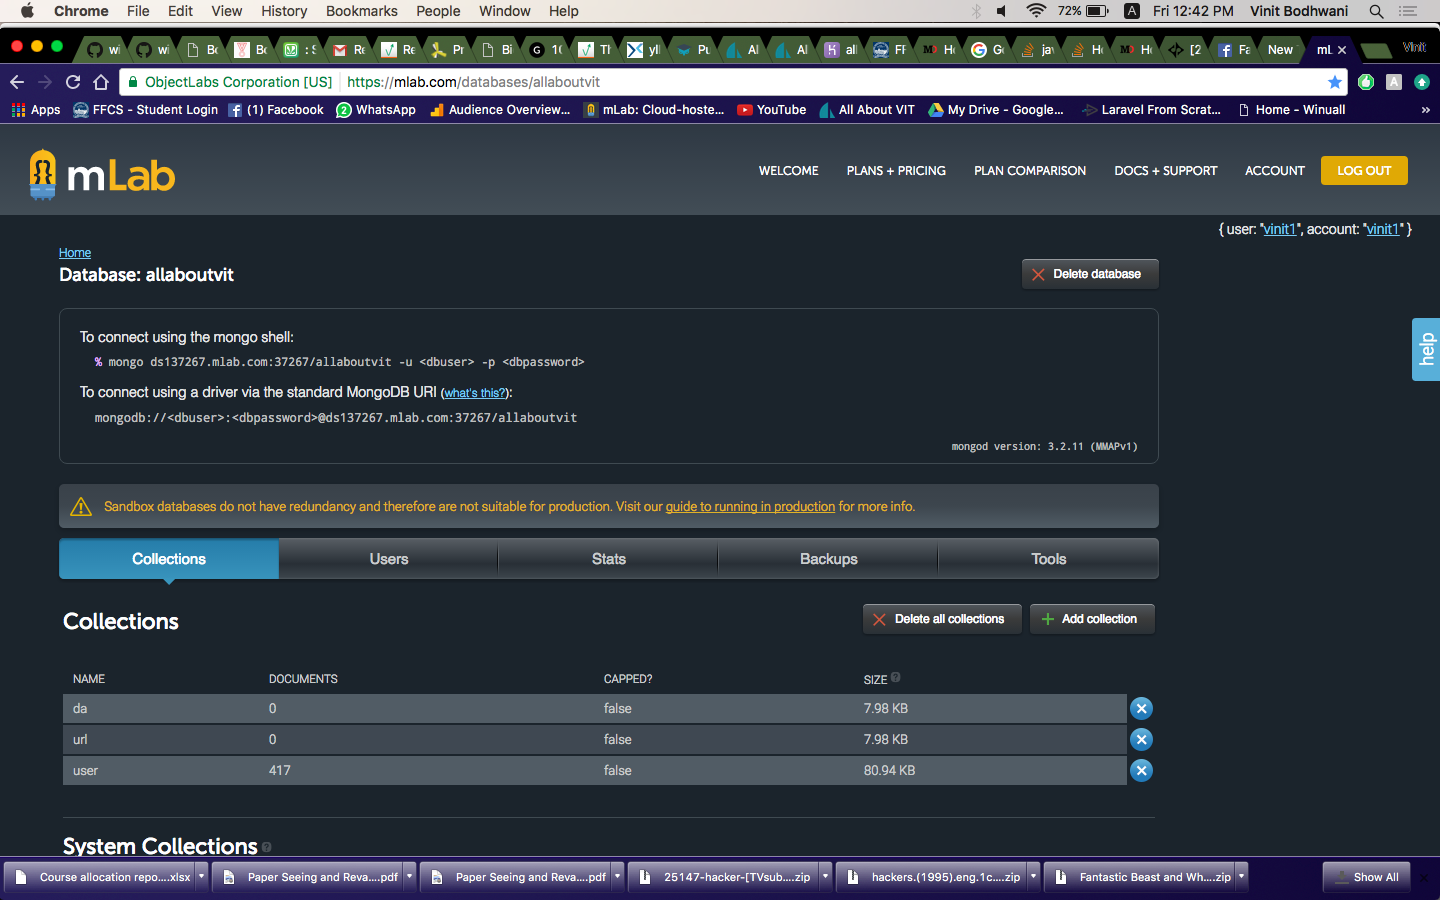 Chrome File Edit View History Bookmarks People Window Help 72% A Fri 12:42 PM Vinit Bodhwani
wi wi Bo Bo : S Re Re Pr Bi G 10 Th yll Pu Al Al all FF Ho G Go jav Ho Ho [2 Fa New mL Vinit
ObjectLabs Corporation [US] https://mlab.com/databases/allaboutvit A
Apps FFCS - Student Login (1) Facebook WhatsApp Audience Overview... mLab: Cloud-hoste... YouTube All About VIT My Drive - Google... Laravel From Scrat... Home - Winuall »
mLab WELCOME PLANS + PRICING PLAN COMPARISON DOCS + SUPPORT ACCOUNT LOG OUT
{ user: "vinit1", account: "vinit1" }
Home
Database: allaboutvit
Delete database
To connect using the mongo shell:
% mongo ds137267.mlab.com:37267/allaboutvit -u <dbuser> -p <dbpassword>
To connect using a driver via the standard MongoDB URI (what's this?):
mongodb://<dbuser>:<dbpassword>@ds137267.mlab.com:37267/allaboutvit
mongod version: 3.2.11 (MMAPv1)
help
Sandbox databases do not have redundancy and therefore are not suitable for production. Visit our guide to running in production for more info.
Collections Users Stats Backups Tools
Collections
Delete all collections Add collection
NAME DOCUMENTS CAPPED? SIZE ?
da 0 false 7.98 KB
url 0 false 7.98 KB
user 417 false 80.94 KB
System Collections ?
Course allocation repo....xlsx Paper Seeing and Reva....pdf Paper Seeing and Reva....pdf 25147-hacker-[TVsub....zip hackers.(1995).eng.1c....zip Fantastic Beast and Wh....zip Show All